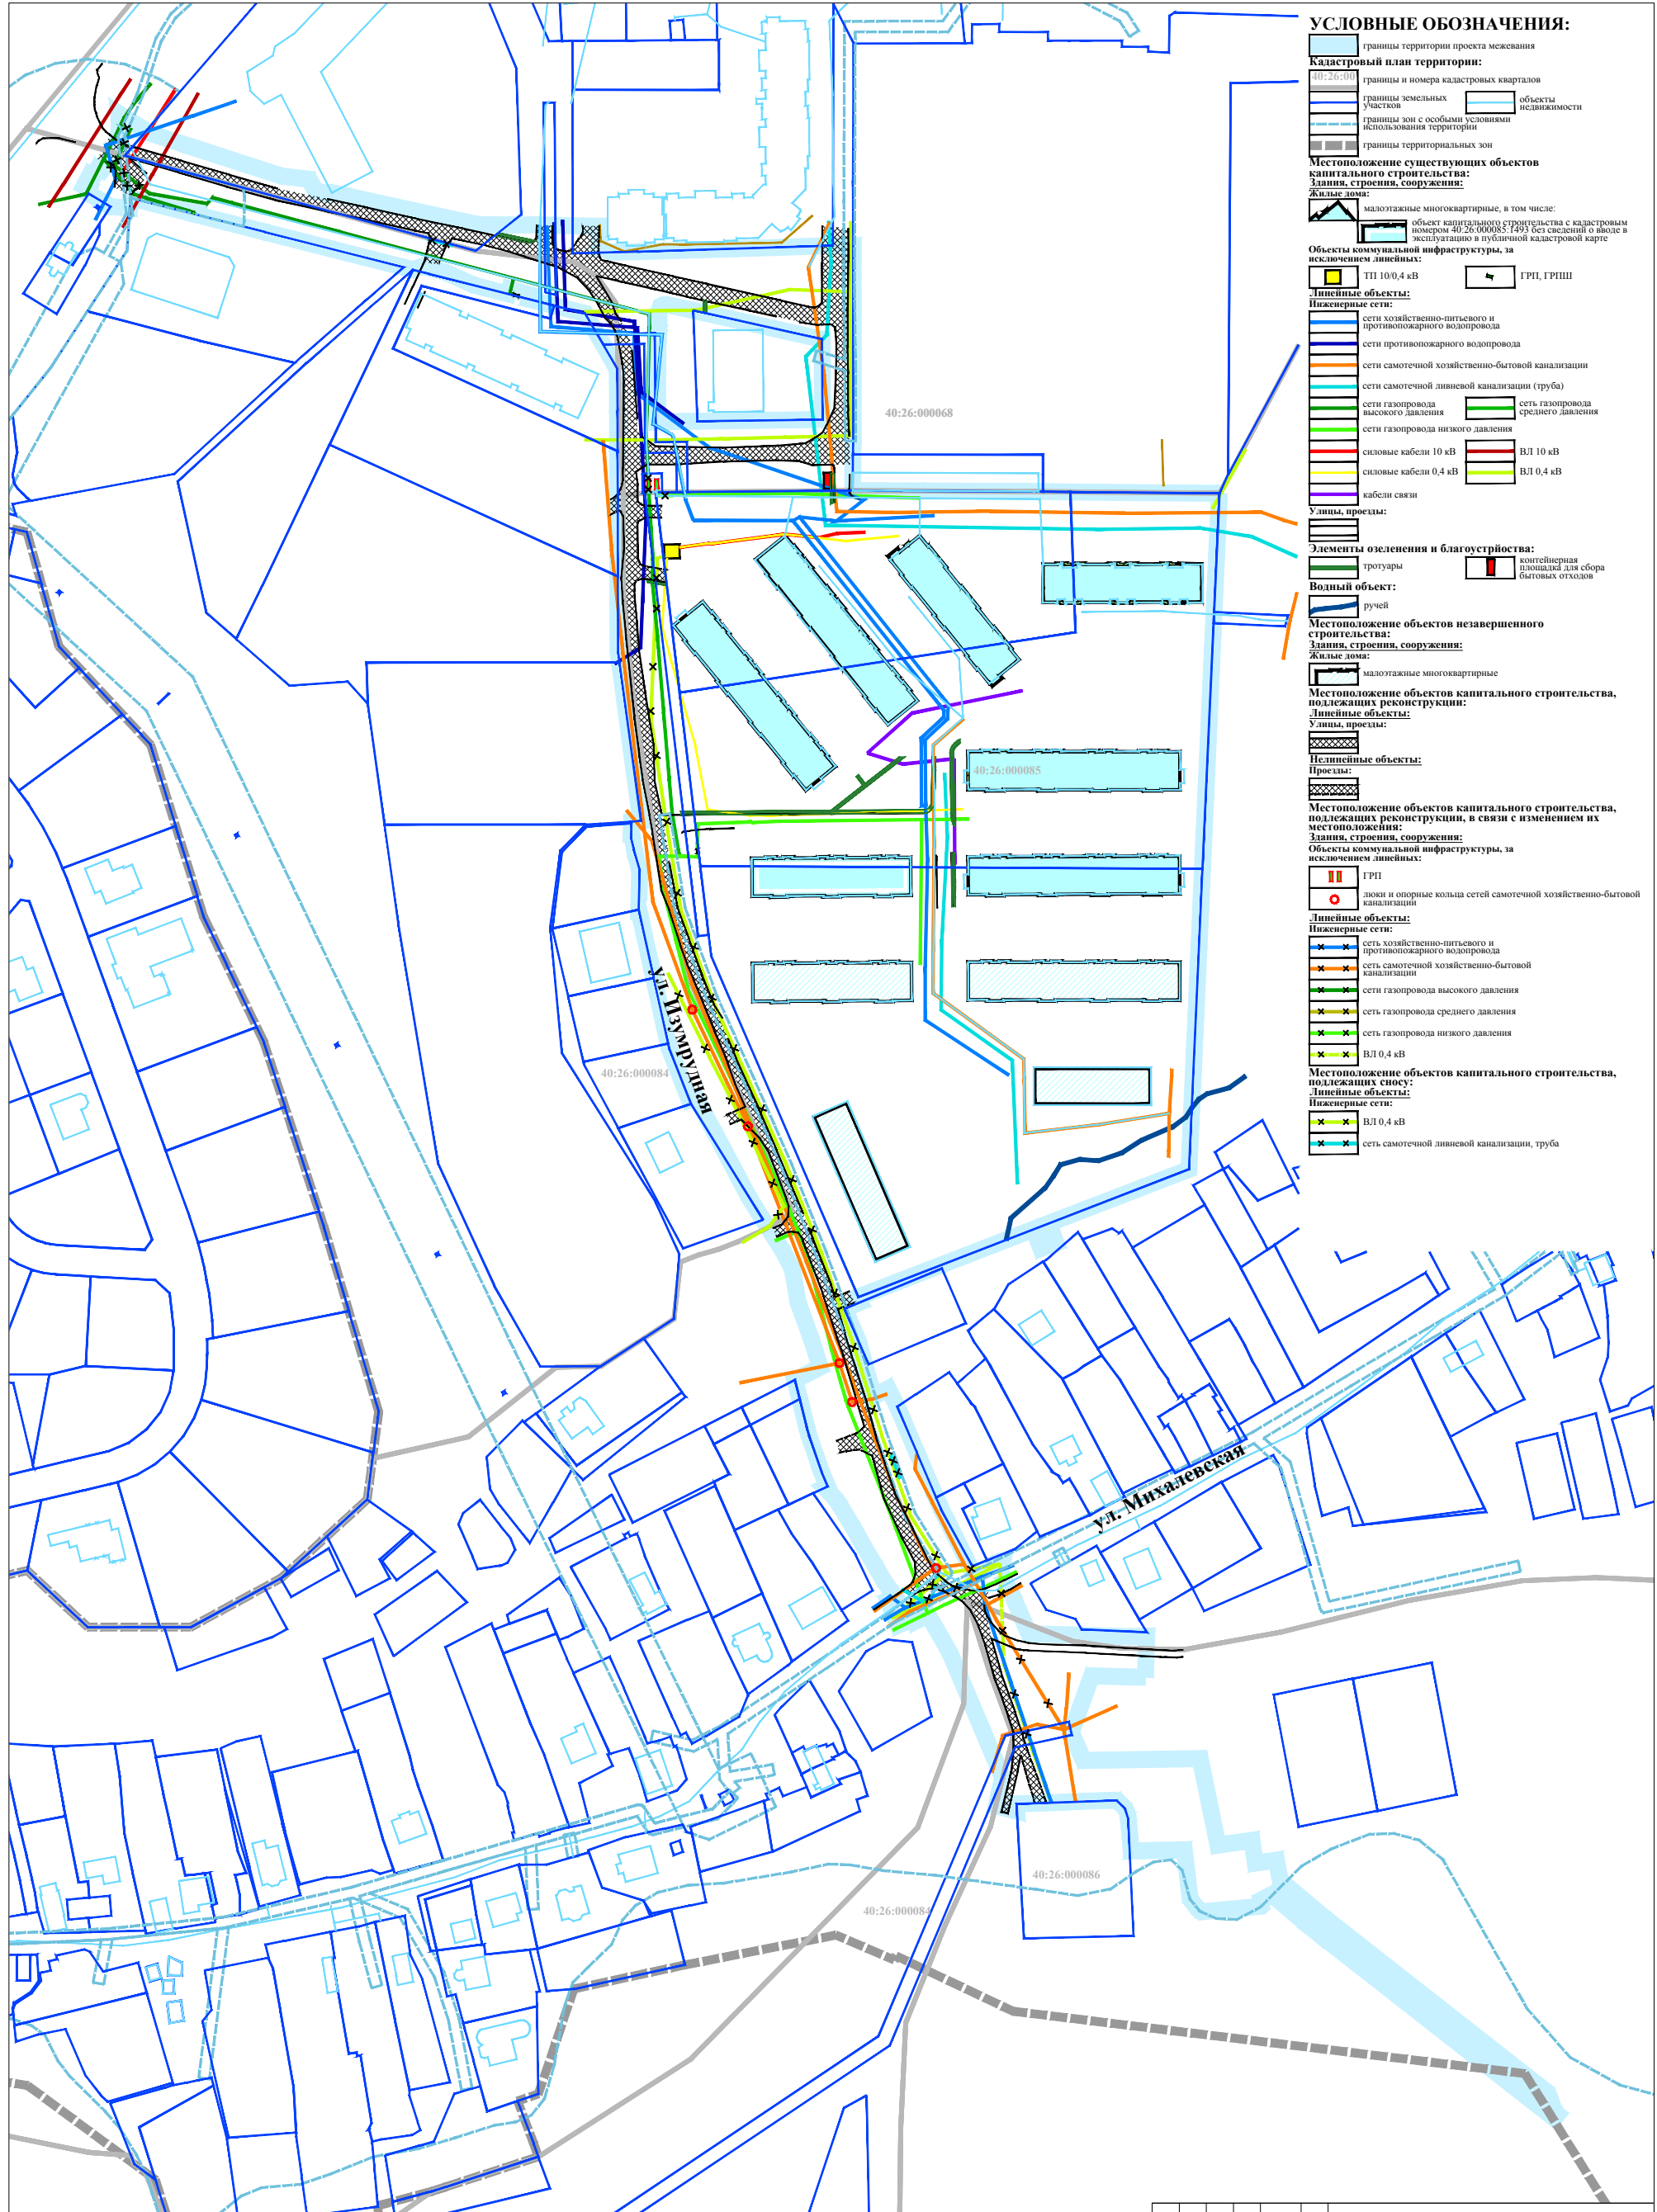 УСЛОВНЫЕ ОБОЗНАЧЕНИЯ:
границы территории проекта межевания
Кадастровый план территории:
40:26:00
границы и номера кадастровых кварталов
границы земельных
участков
объекты
недвижимости
границы зон с особыми условиями
использования территории
границы территориальных зон
Местоположение существующих объектов
капитального строительства:
Здания, строения, сооружения:
Жилые дома:
малоэтажные многоквартирные, в том числе:
объект капитального строительства с кадастровым
номером 40:26:000085:1493 без сведений о вводе в
эксплуатацию в публичной кадастровой карте
Объекты коммунальной инфраструктуры, за
исключением линейных:
ТП 10/0,4 кВ
ГРП, ГРПШ
Линейные объекты:
Инженерные сети:
сети хозяйственно-питьевого и
противопожарного водопровода
сети противопожарного водопровода
сети самотечной хозяйственно-бытовой канализации
сети самотечной ливневой канализации (труба)
сети газопровода
высокого давления
сеть газопровода
среднего давления
сети газопровода низкого давления
силовые кабели 10 кВ
ВЛ 10 кВ
силовые кабели 0,4 кВ
ВЛ 0,4 кВ
кабели связи
Улицы, проезды:
Элементы озеленения и благоустрйоства:
тротуары
контейнерная
площадка для сбора
бытовых отходов
Водный объект:
ручей
Местоположение объектов незавершенного
строительства:
Здания, строения, сооружения:
Жилые дома:
малоэтажные многоквартирные
Местоположение объектов капитального строительства,
подлежащих реконструкции:
Линейные объекты:
Улицы, проезды:
Нелинейные объекты:
Проезды:
Местоположение объектов капитального строительства,
подлежащих реконструкции, в связи с изменением их
местоположения:
Здания, строения, сооружения:
Объекты коммунальной инфраструктуры, за
исключением линейных:
ГРП
люки и опорные кольца сетей самотечной хозяйственно-бытовой
канализации
Линейные объекты:
Инженерные сети:
сеть хозяйственно-питьевого и
противопожарного водопровода
сеть самотечной хозяйственно-бытовой
канализации
сети газопровода высокого давления
сеть газопровода среднего давления
сеть газопровода низкого давления
ВЛ 0,4 кВ
Местоположение объектов капитального строительства,
подлежащих сносу:
Линейные объекты:
Инженерные сети:
ВЛ 0,4 кВ
сеть самотечной ливневой канализации, труба
40:26:000068
40:26:000085
ул. Изумрудная
40:26:000084
ул. Михалевская
40:26:000086
40:26:000084